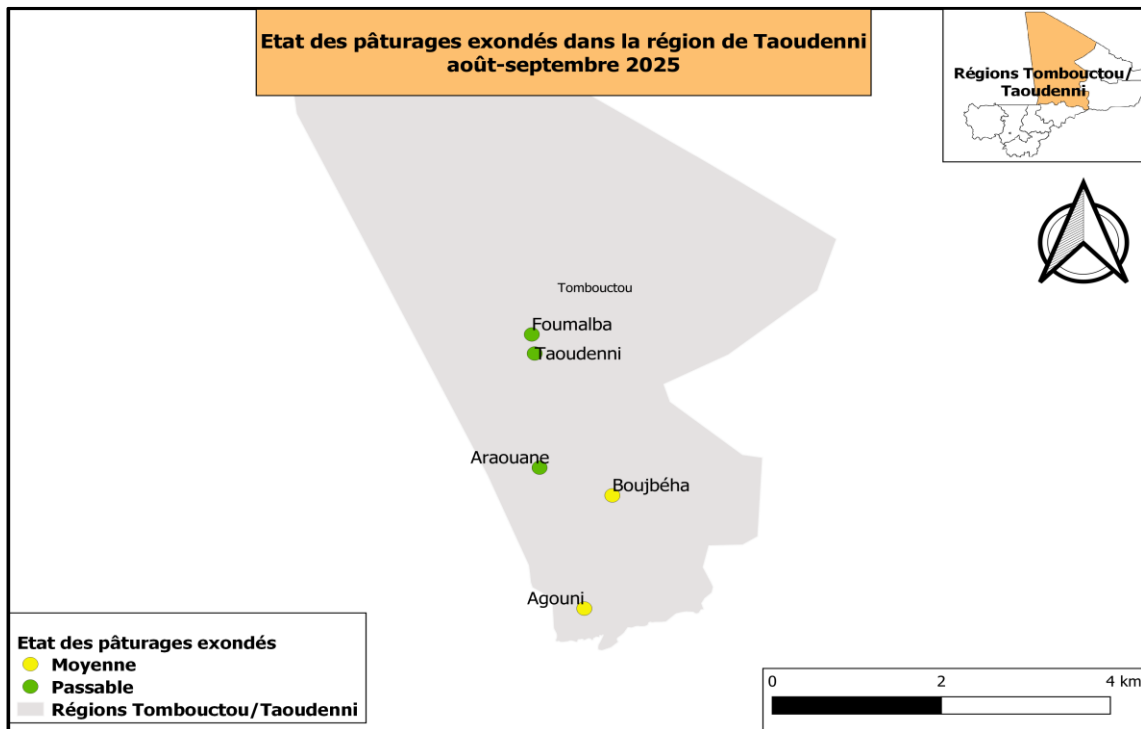 Etat des pâturages exondés dans la région de Taoudenni
août-septembre 2025
Régions Tombouctou/
Taoudenni
Tombouctou
Foumalba
Taoudenni
Araouane
Boujbéha
Agouni
Etat des pâturages exondés
Moyenne
Passable
Régions Tombouctou/Taoudenni
0 2 4 km